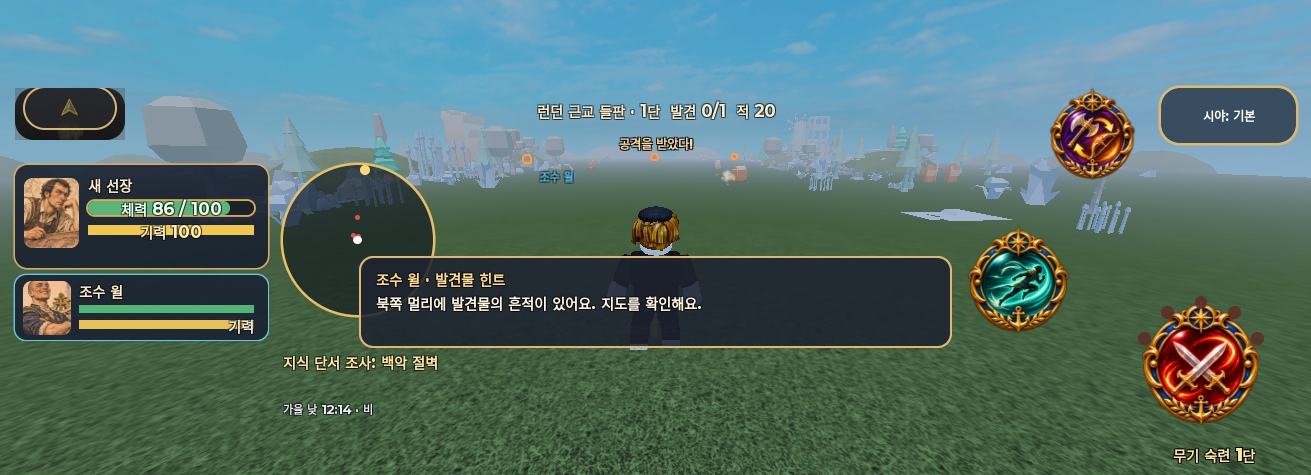 런던 근교 들판 · 1단 발견 0/1 적 20
시야: 기본
공격을 받았다!
조수 윌
새 선장
체력 86 / 100
기력 100
조수 윌 · 발견물 힌트
북쪽 멀리에 발견물의 흔적이 있어요. 지도를 확인해요.
조수 윌
기력
지식 단서 조사: 백악 절벽
가을 낮 12:14 · 비
무기 숙련 1단